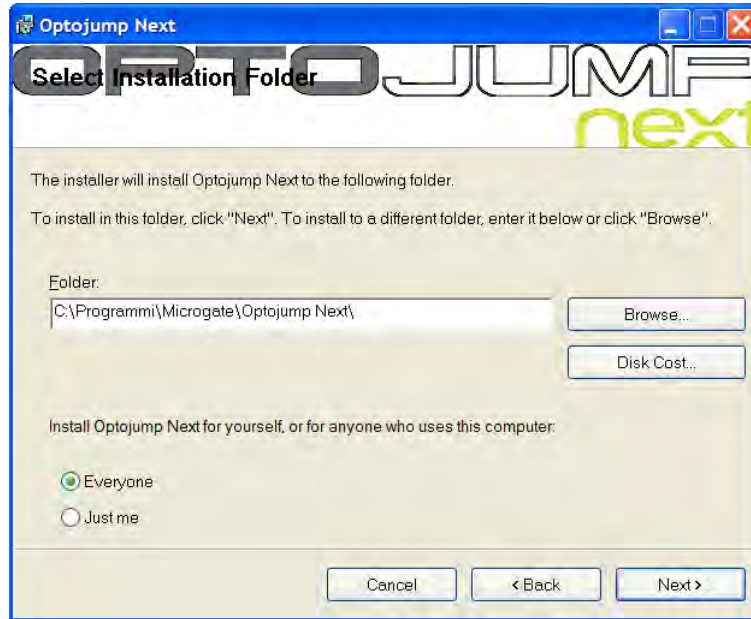 Optojump Next
OPTOJUMP
Select Installation Folder
next
The installer will install Optojump Next to the following folder.
To install in this folder, click "Next". To install to a different folder, enter it below or click "Browse".
Folder:
C:\Programmi\Microgate\Optojump Next\
Browse...
Disk Cost...
Install Optojump Next for yourself, or for anyone who uses this computer:
Everyone
Just me
Cancel
< Back
Next >